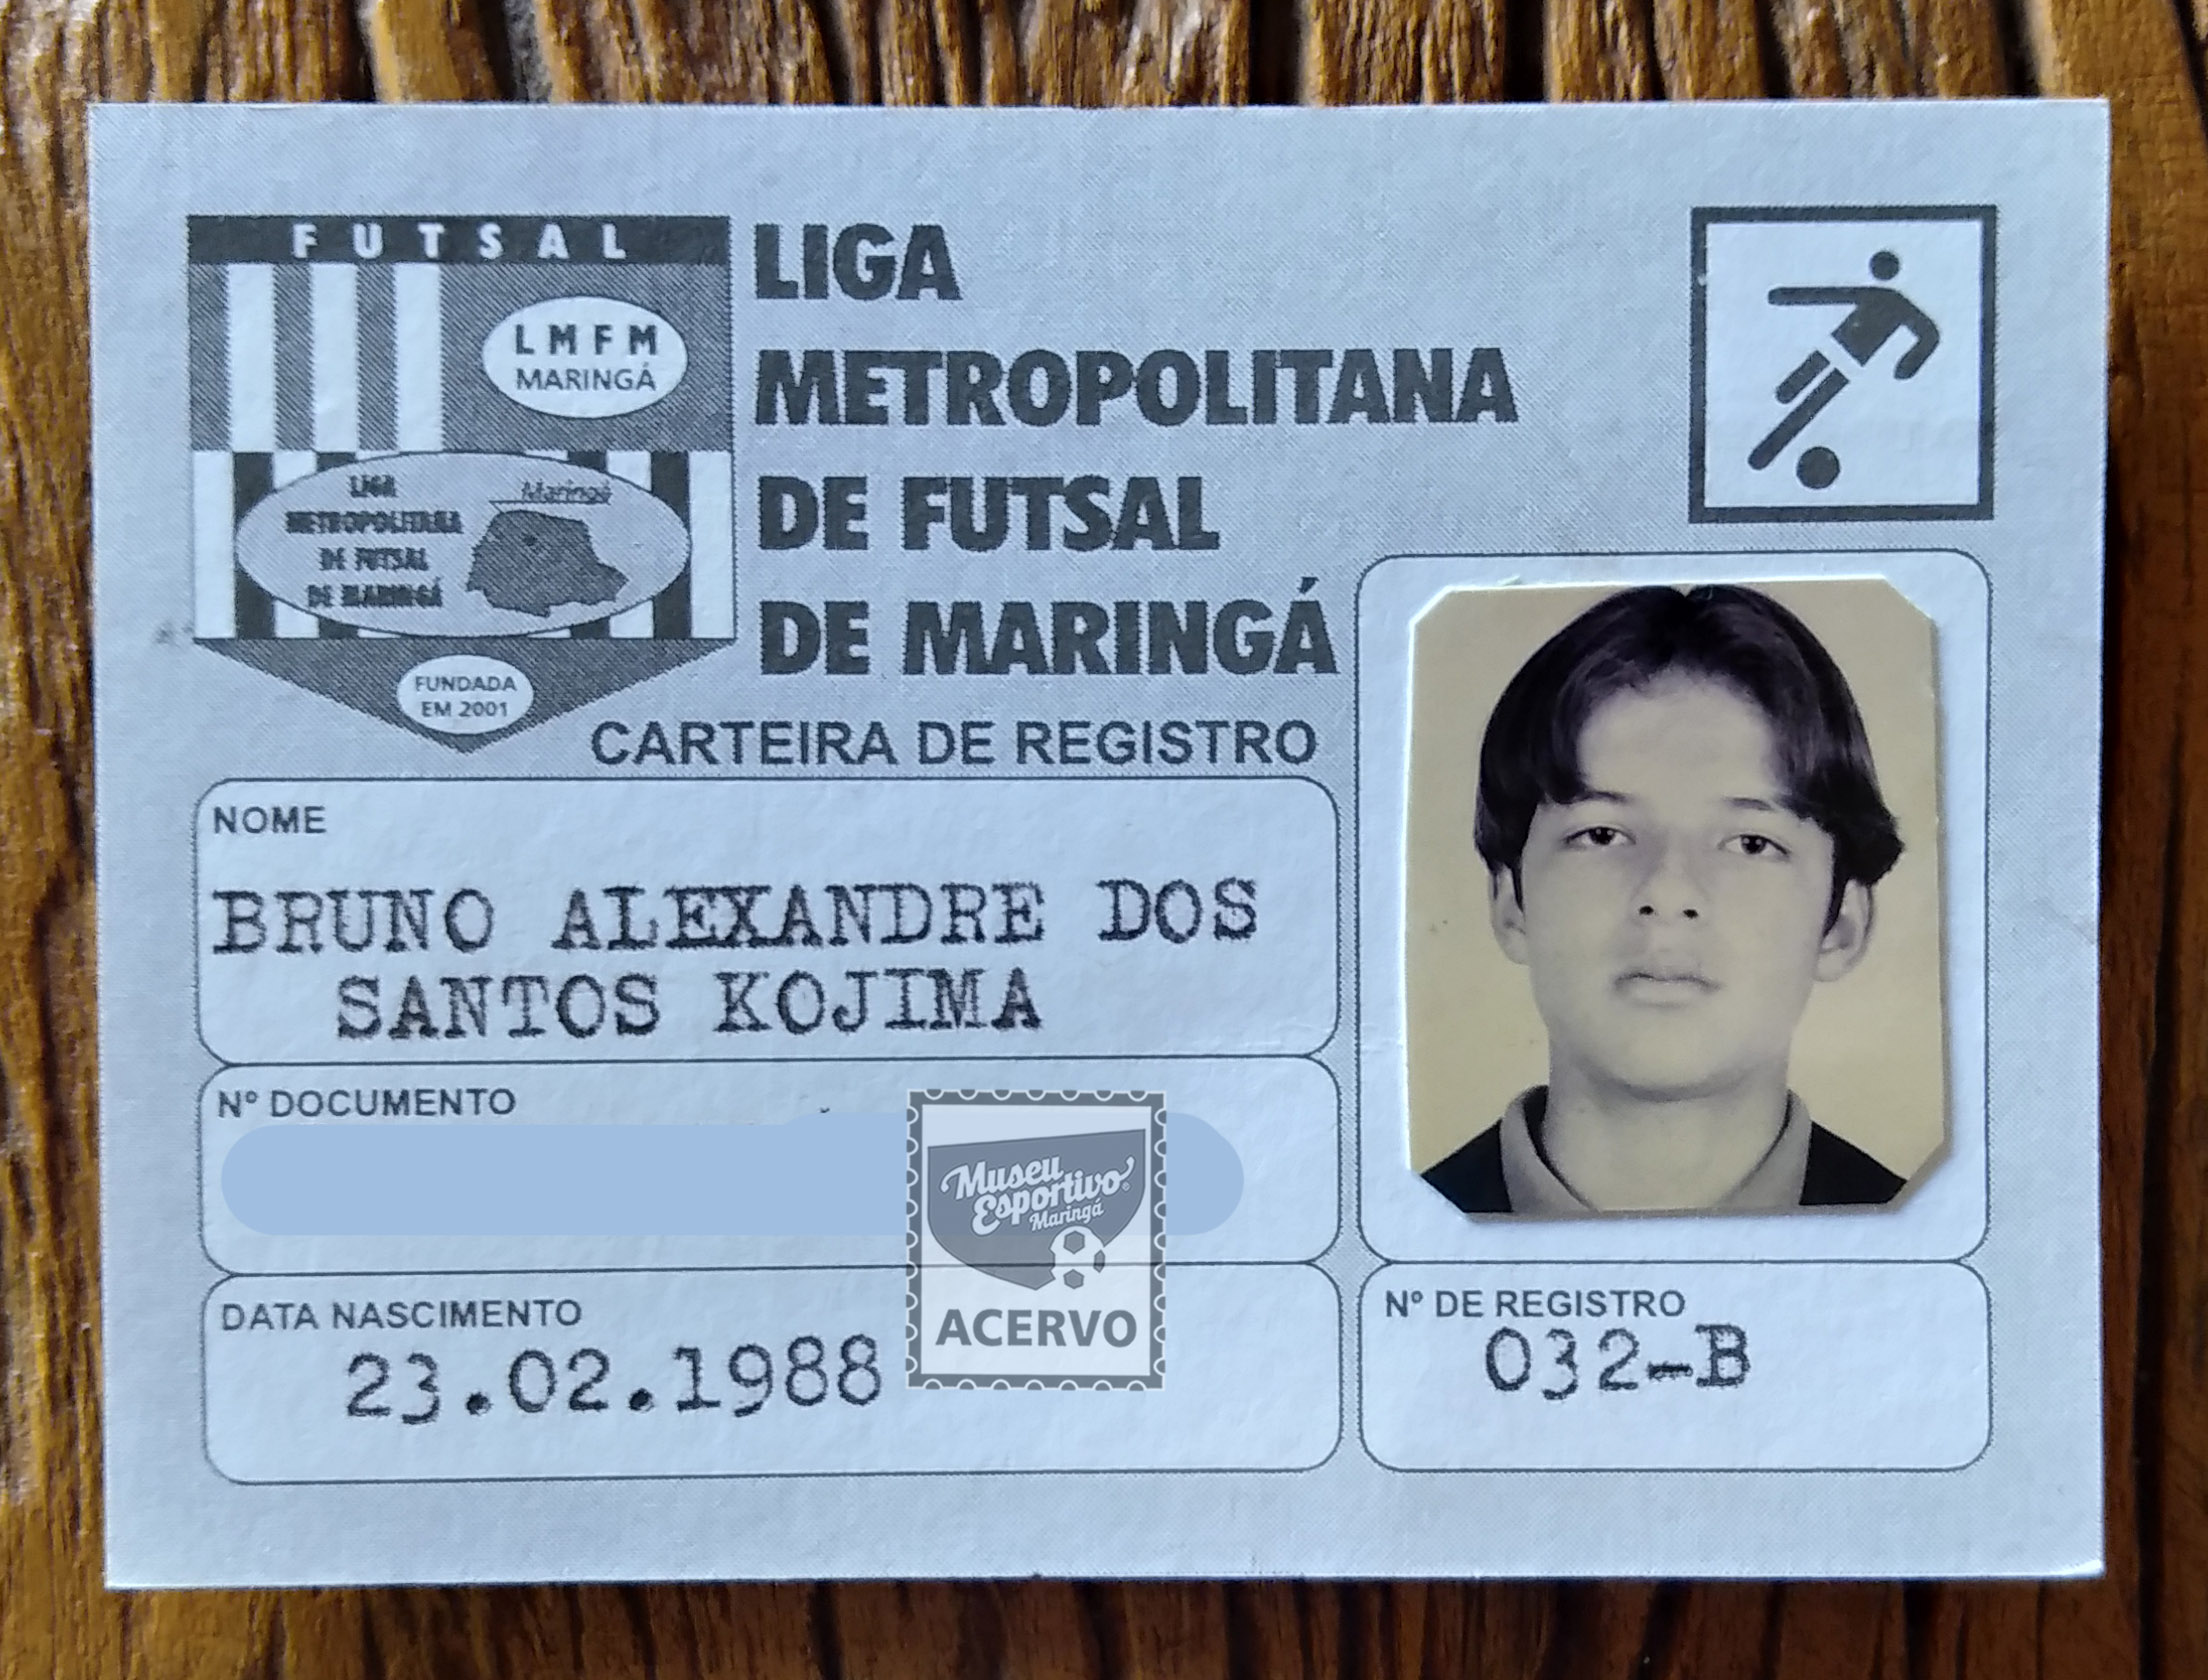 FUTSAL
LMFM
MARINGÁ
LIGA
METROPOLITANA
DE FUTSAL
DE MARINGÁ
Maringá
FUNDADA
EM 2001
LIGA
METROPOLITANA
DE FUTSAL
DE MARINGÁ
CARTEIRA DE REGISTRO
NOME
BRUNO ALEXANDRE DOS
SANTOS KOJIMA
Nº DOCUMENTO
Museu
Esportivo
Maringá
ACERVO
DATA NASCIMENTO
23.02.1988
Nº DE REGISTRO
032-B